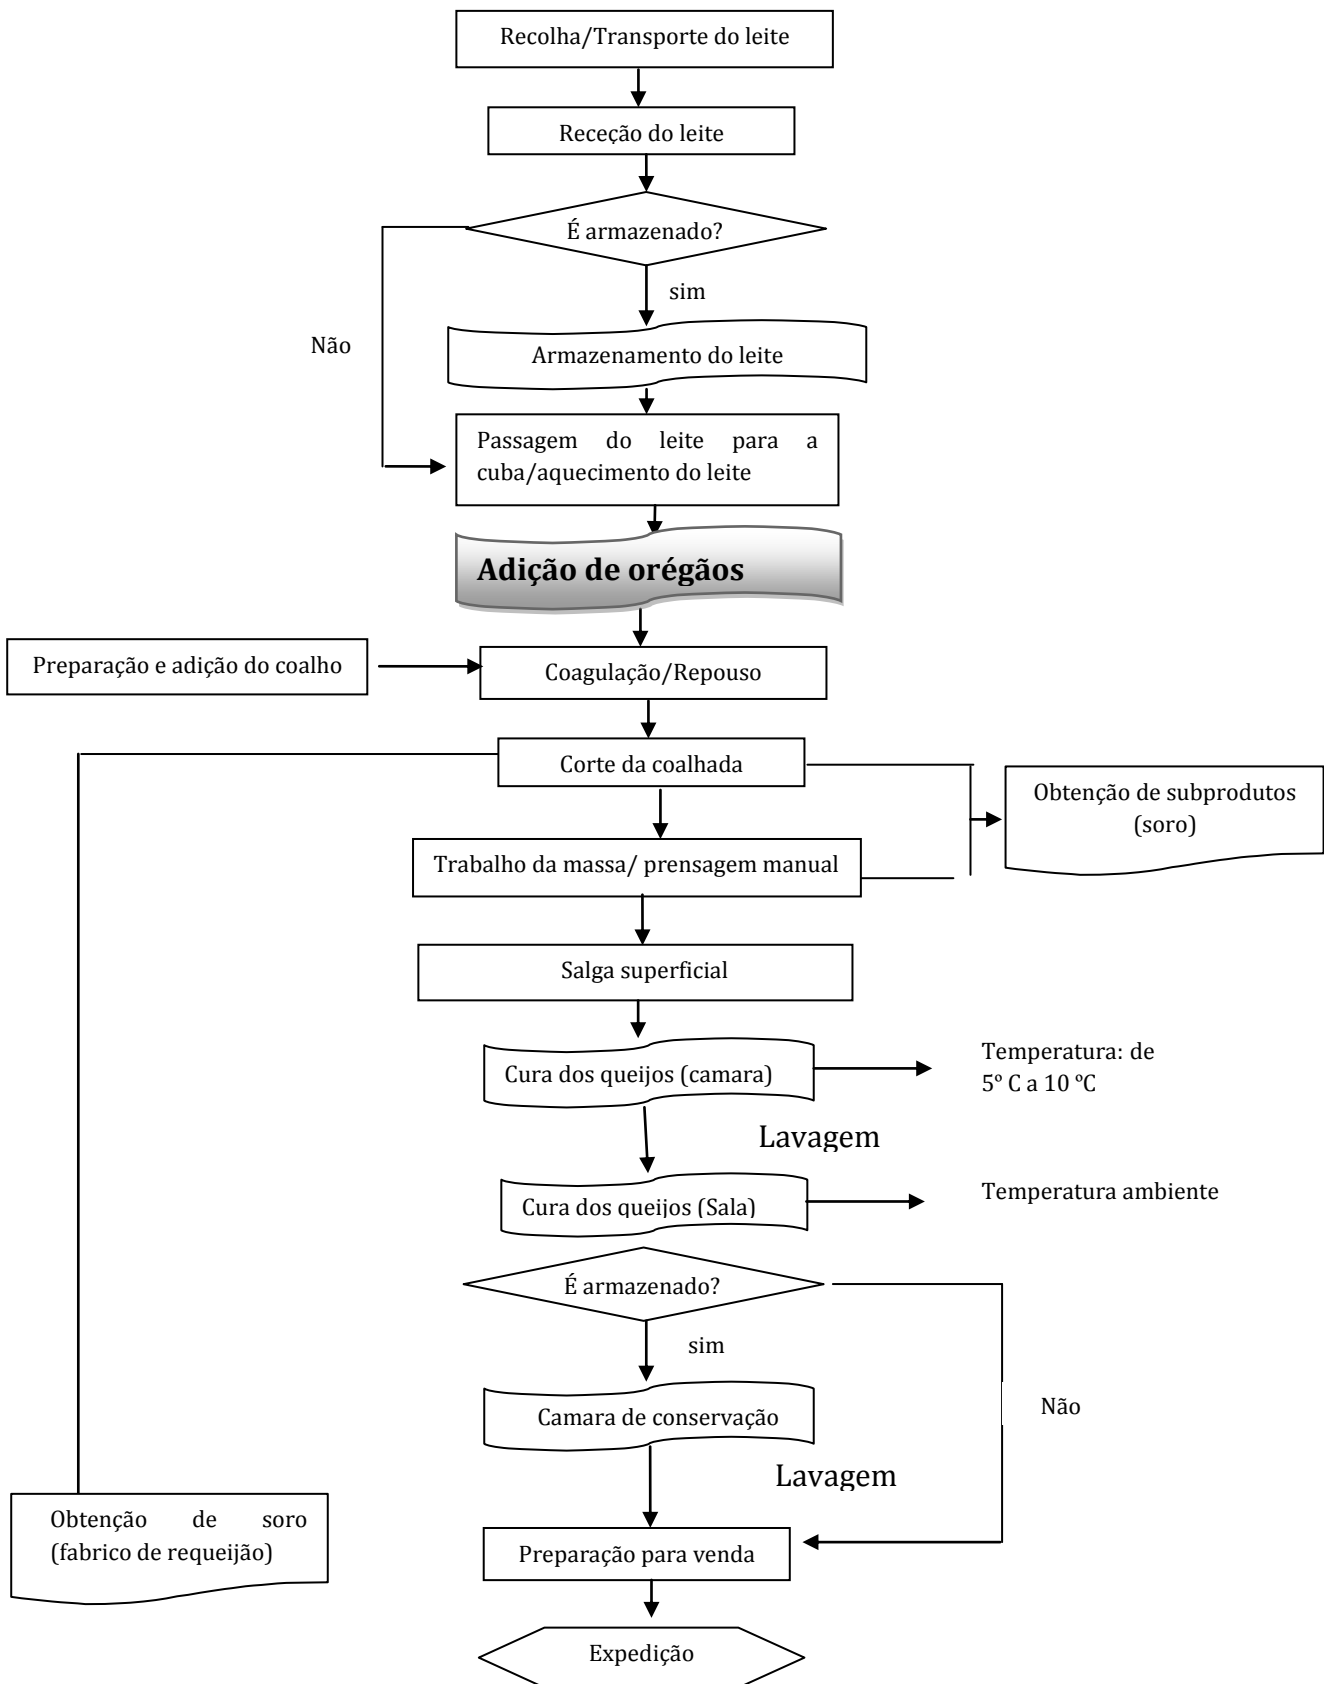 Recolha/Transporte do leite
Receção do leite
É armazenado?
sim
Não
Armazenamento do leite
Passagem do leite para a
cuba/aquecimento do leite
Adição de orégãos
Preparação e adição do coalho
Coagulação/Repouso
Corte da coalhada
Obtenção de subprodutos
(soro)
Trabalho da massa/ prensagem manual
Salga superficial
Cura dos queijos (camara)
Temperatura: de
5º C a 10 ºC
Lavagem
Cura dos queijos (Sala)
Temperatura ambiente
É armazenado?
sim
Não
Camara de conservação
Lavagem
Obtenção de soro
(fabrico de requeijão)
Preparação para venda
Expedição